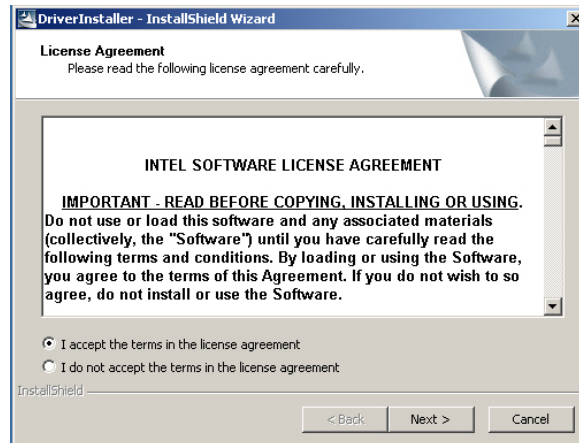 DriverInstaller - InstallShield Wizard
License Agreement
Please read the following license agreement carefully.
INTEL SOFTWARE LICENSE AGREEMENT
IMPORTANT - READ BEFORE COPYING, INSTALLING OR USING.
Do not use or load this software and any associated materials
(collectively, the "Software") until you have carefully read the
following terms and conditions. By loading or using the Software,
you agree to the terms of this Agreement. If you do not wish to so
agree, do not install or use the Software.
I accept the terms in the license agreement
I do not accept the terms in the license agreement
InstallShield
< Back Next > Cancel